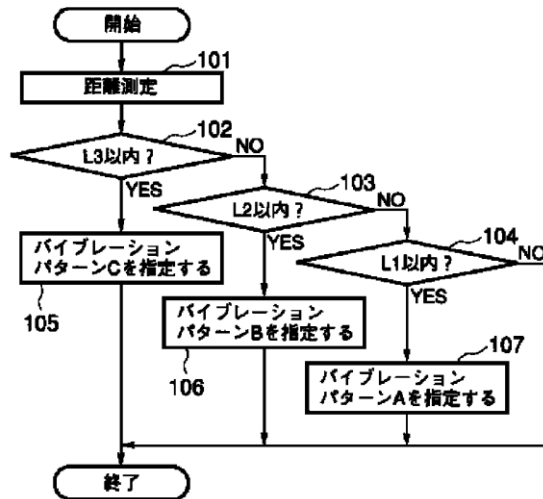 開始
101
距離測定
102
L3以内？
NO
YES
103
L2以内？
NO
YES
104
L1以内？
NO
YES
バイブレーション
パターンCを指定する
105
バイブレーション
パターンBを指定する
106
107
バイブレーション
パターンAを指定する
終了